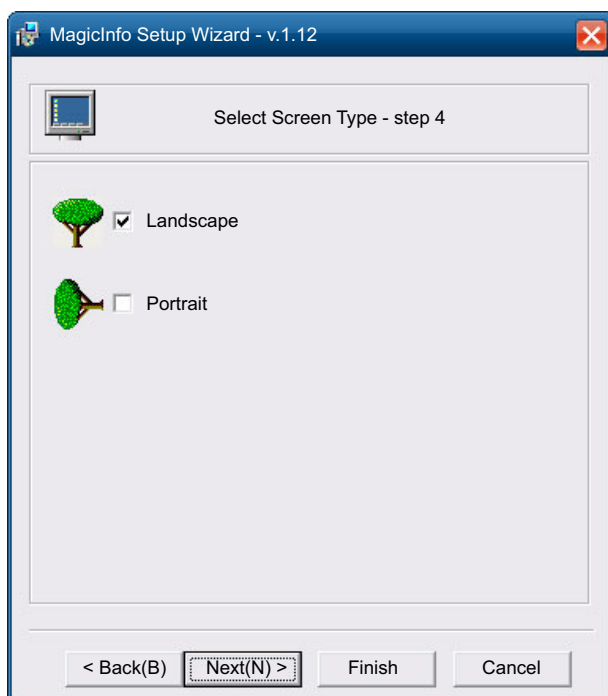 MagicInfo Setup Wizard - v.1.12
Select Screen Type - step 4
Landscape
Portrait
< Back(B) Next(N) > Finish Cancel